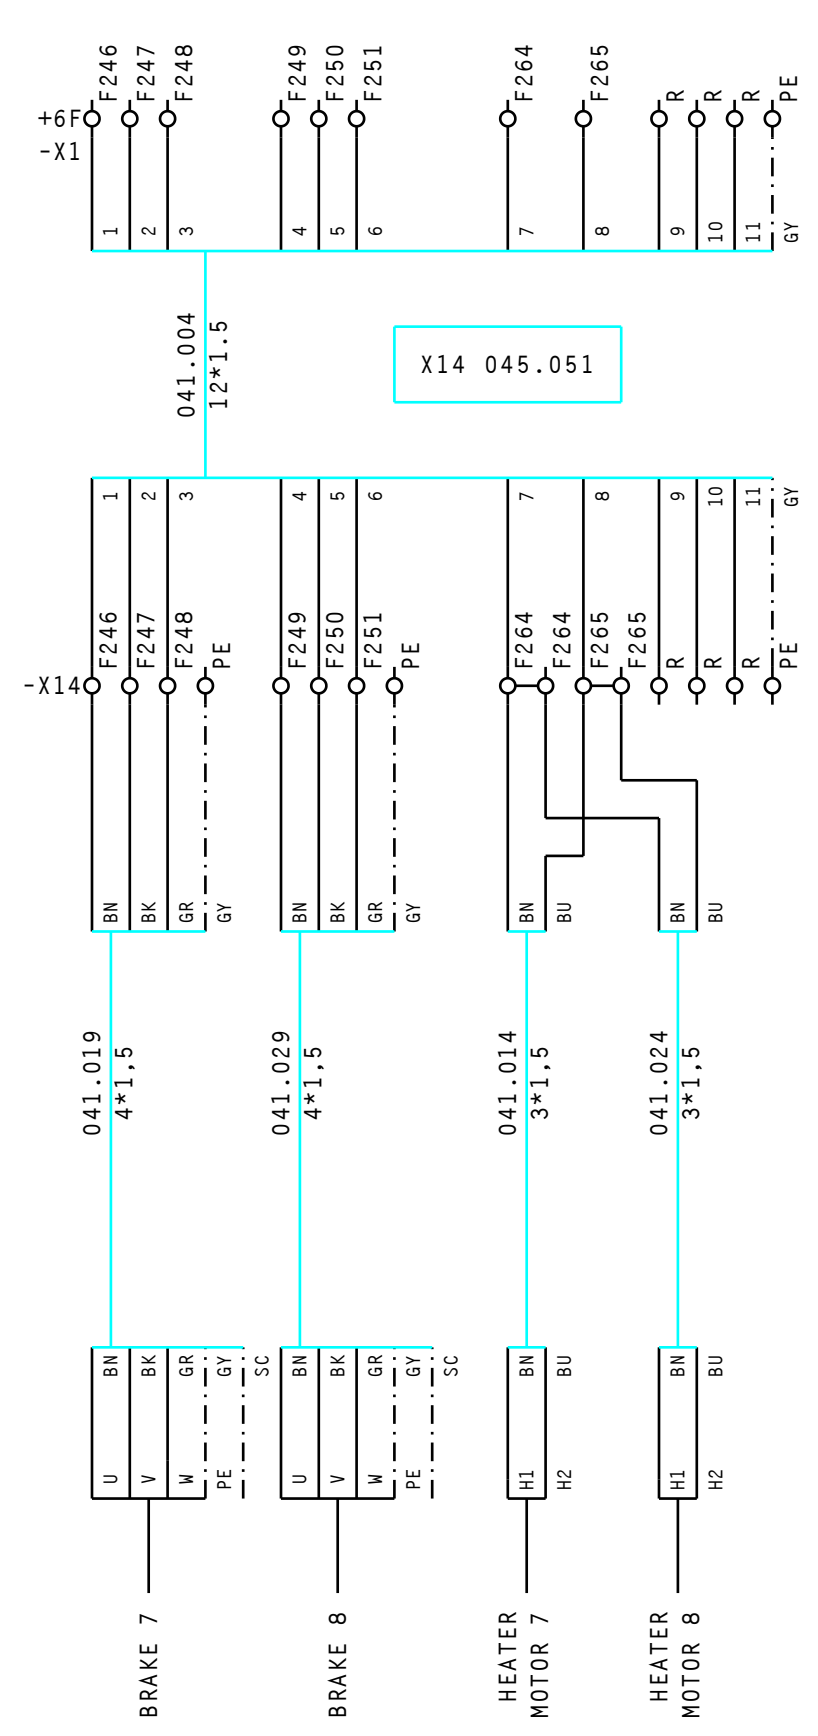 F246
F247
F248
F249
F250
F251
F264
F265
R
R
R
PE
+6F
-X1
1
2
3
4
5
6
7
8
9
10
11
GY
041.004
12*1.5
X14 045.051
1
2
3
4
5
6
7
8
9
10
11
GY
F246
F247
F248
PE
F249
F250
F251
PE
F264
F264
F265
F265
R
R
R
PE
-X14
BN
BK
GR
GY
BN
BK
GR
GY
BN
BU
BN
BU
041.019
4*1,5
041.029
4*1,5
041.014
3*1,5
041.024
3*1,5
BN
BK
GR
GY
SC
BN
BK
GR
GY
SC
BN
BU
BN
BU
U
V
W
PE
U
V
W
PE
H1
H2
H1
H2
BRAKE 7
BRAKE 8
HEATER
MOTOR 7
HEATER
MOTOR 8